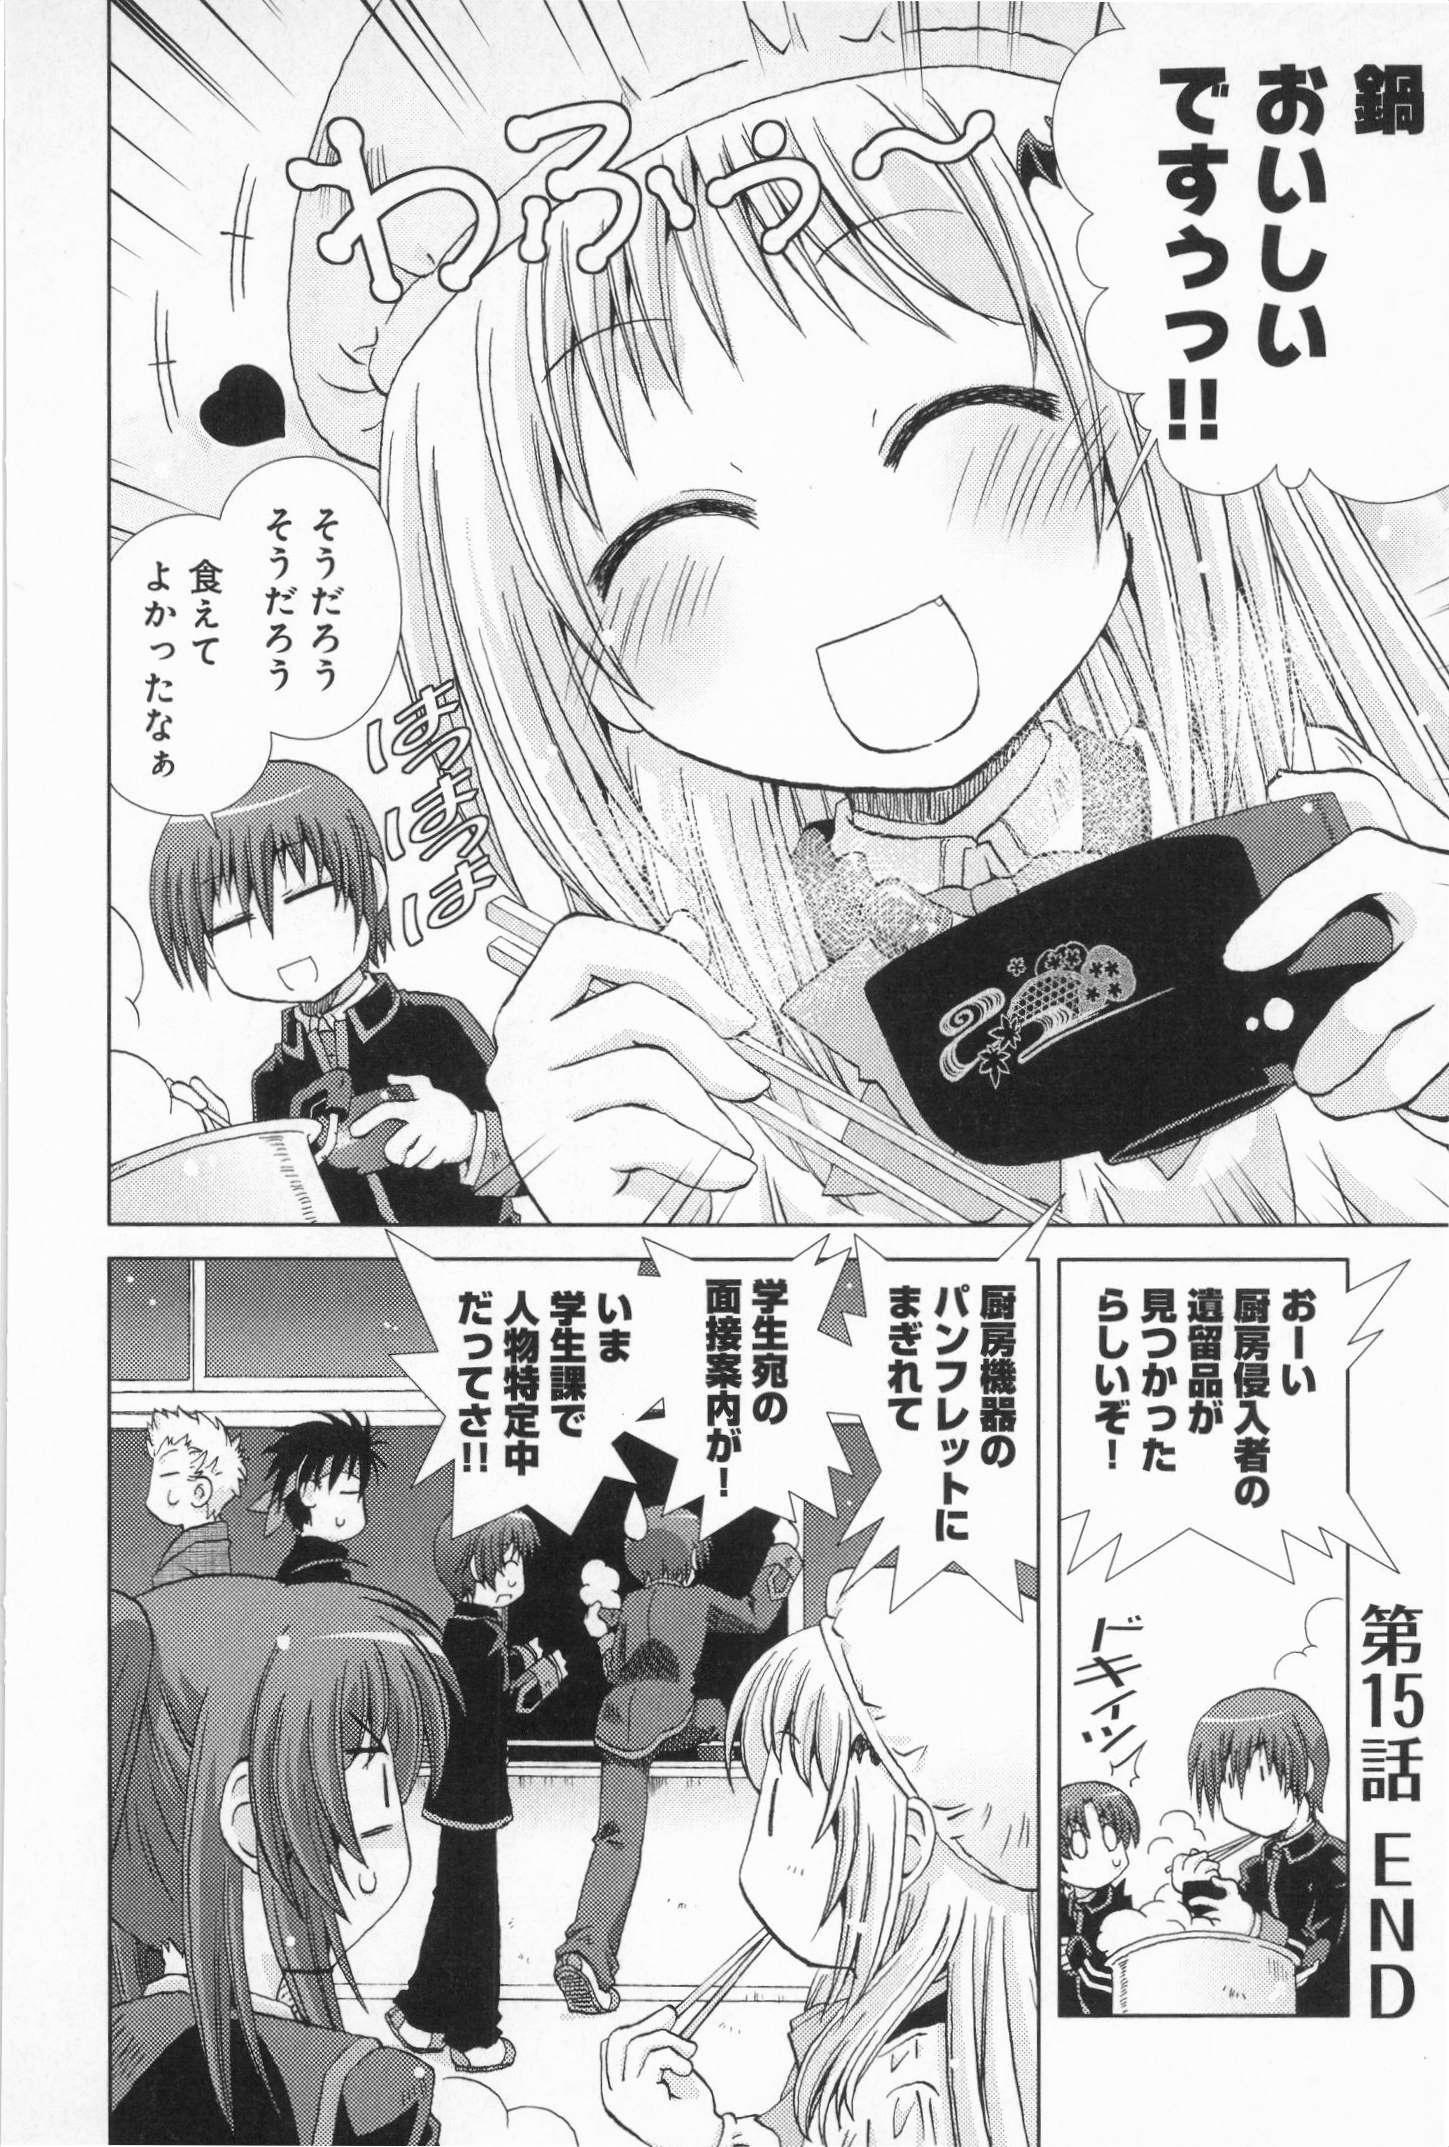 鍋
おいしい
ですぅっ!!
わふぅ〜
そうだろう
そうだろう
食えて
よかったなぁ
はっ
はっ
はっ
は
おーい
厨房侵入者の
遺留品が
見つかった
らしいぞ！
ドキィッ
厨房機器の
パンフレットに
まぎれて
学生宛の
面接案内が！
いま
学生課で
人物特定中
だってさ!!
第15話 END